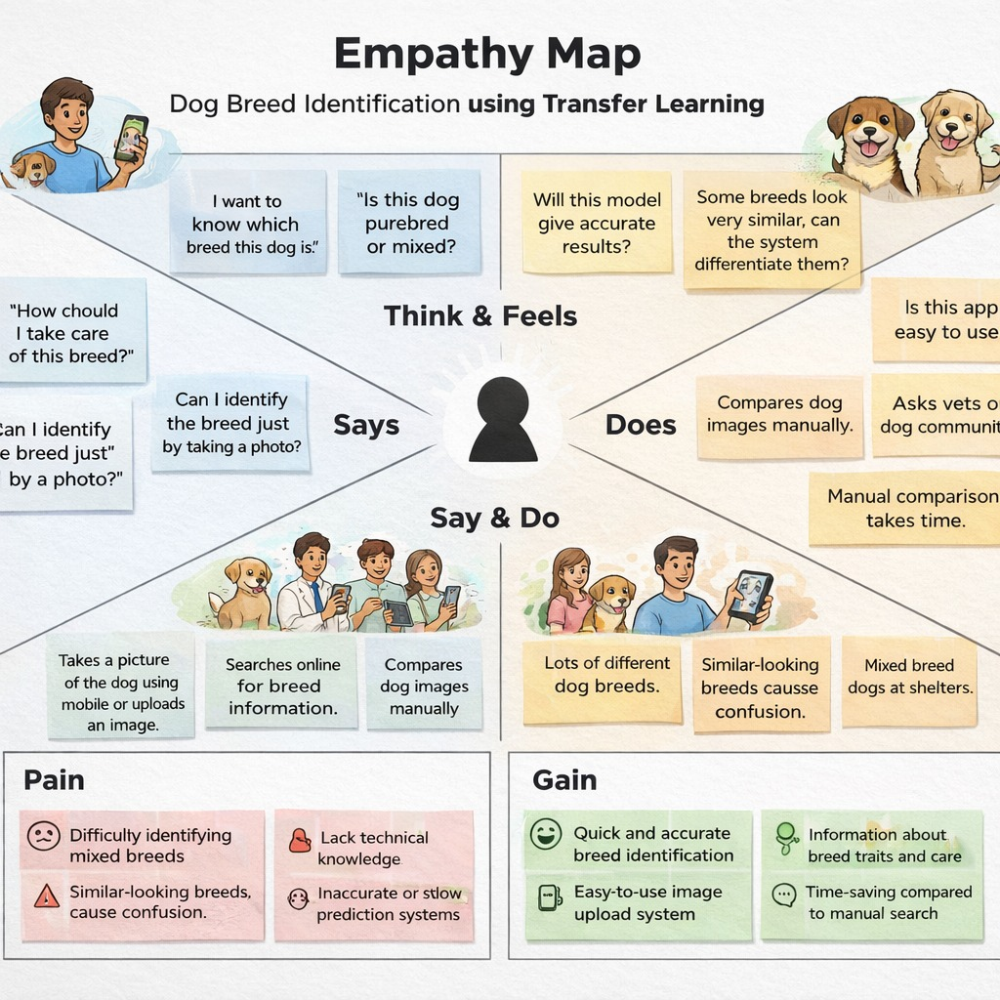 Empathy Map
Dog Breed Identification using Transfer Learning
I want to
know which
breed this dog is."
"Is this dog
purebred
or mixed?
Will this model
give accurate
results?
Some breeds look
very similar, can
the system
differentiate them?
Think & Feels
"How should
I take care
of this breed?"
Is this app
easy to use
Can I identify
the breed just
by taking a photo?
Says
Does
Compares dog
images manually.
Asks vets o
dog communit
an I identify
e breed just"
by a photo?"
Manual comparison
takes time.
Say & Do
Takes a picture
of the dog using
mobile or uploads
an image.
Searches online
for breed
information.
Compares
dog images
manually
Lots of different
dog breeds.
Similar-looking
breeds causse
confusion.
Mixed breed
dogs at shelters.
Pain
Difficulty identifying
mixed breeds
Similar-looking breeds,
cause confusion.
Lack technical
knowledge
Inaccurate or slow
prediction systems
Gain
Quick and accurate
breed identification
Easy-to-use image
upload system
Information about
breed traits and care
Time-saving compared
to manual search